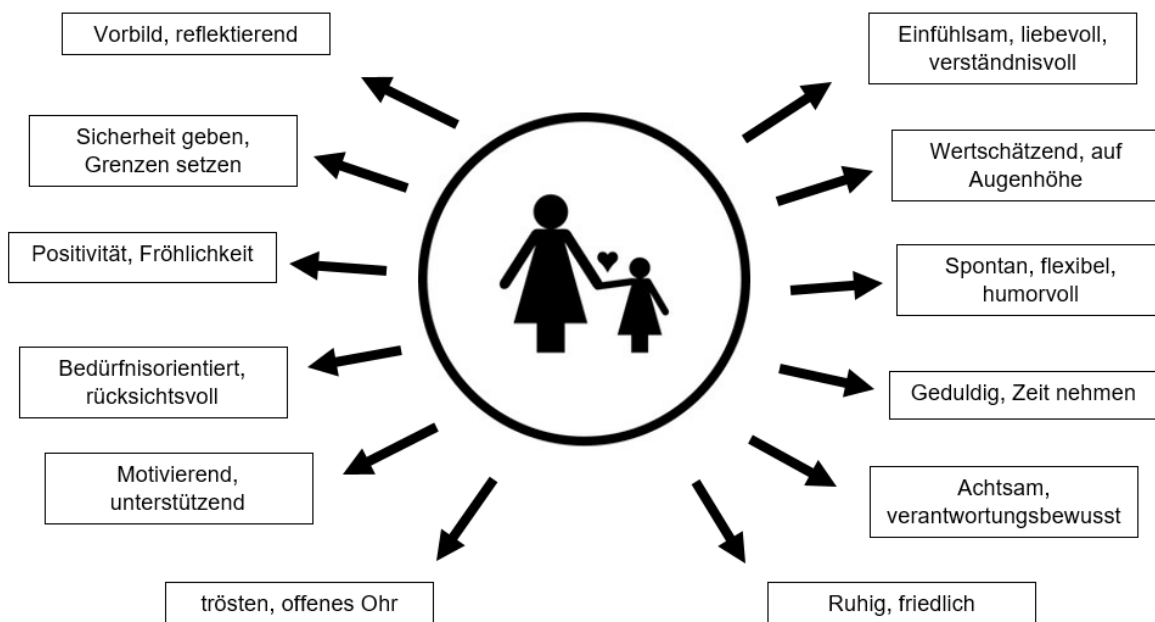 Vorbild, reflektierend
Einfühlsam, liebevoll,
verständnisvoll
Sicherheit geben,
Grenzen setzen
Wertschätzend, auf
Augenhöhe
Positivität, Fröhlichkeit
Spontan, flexibel,
humorvoll
Bedürfnisorientiert,
rücksichtsvoll
Geduldig, Zeit nehmen
Motivierend,
unterstützend
Achtsam,
verantwortungsbewusst
trösten, offenes Ohr
Ruhig, friedlich